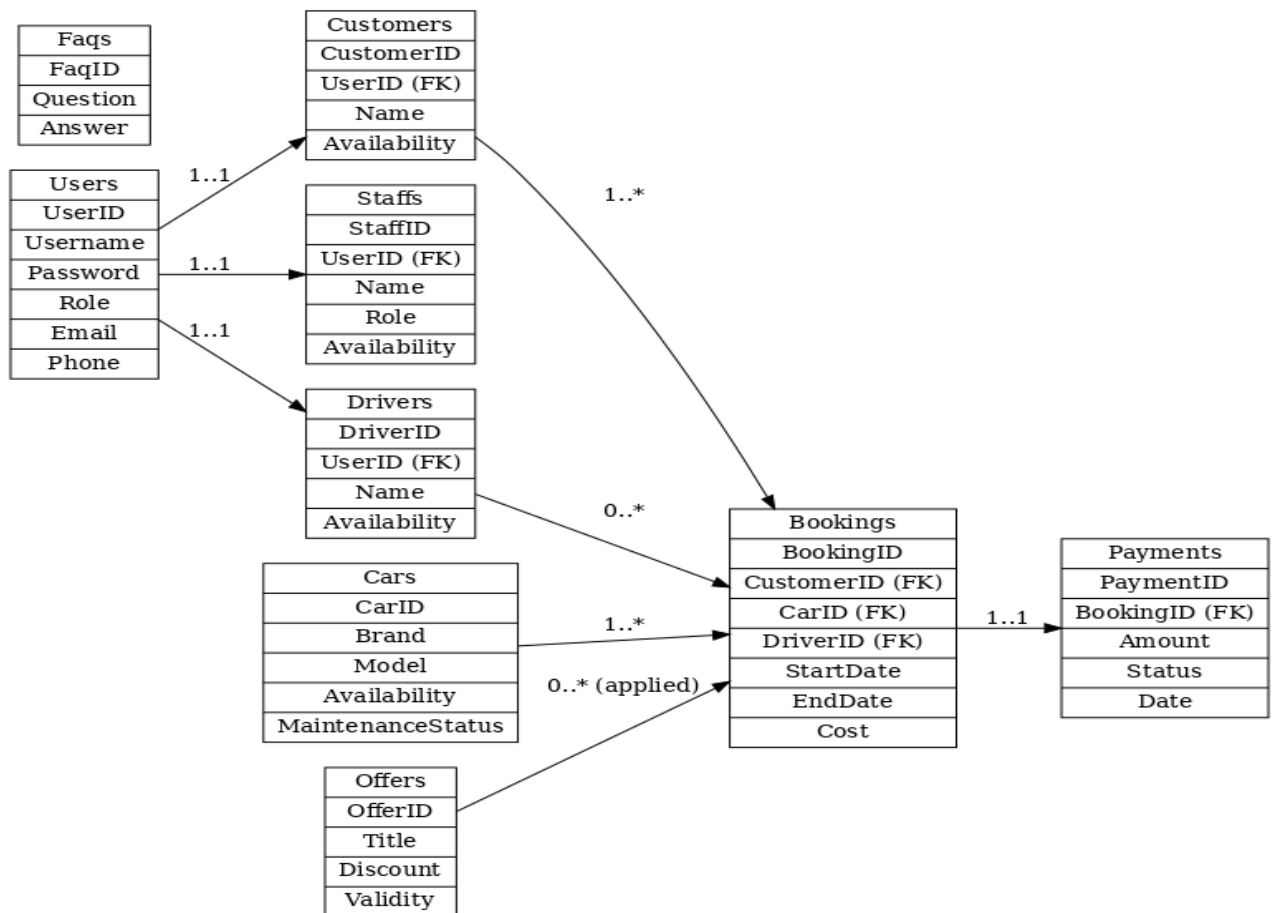 Faqs
FaqID
Question
Answer
Users
UserID
Username
Password
Role
Email
Phone
1..1
1..1
1..1
Customers
CustomerID
UserID (FK)
Name
Availability
Staffs
StaffID
UserID (FK)
Name
Role
Availability
Drivers
DriverID
UserID (FK)
Name
Availability
Cars
CarID
Brand
Model
Availability
MaintenanceStatus
Offers
OfferID
Title
Discount
Validity
1..*
0..*
1..*
0..* (applied)
Bookings
BookingID
CustomerID (FK)
CarID (FK)
DriverID (FK)
StartDate
EndDate
Cost
1..1
Payments
PaymentID
BookingID (FK)
Amount
Status
Date